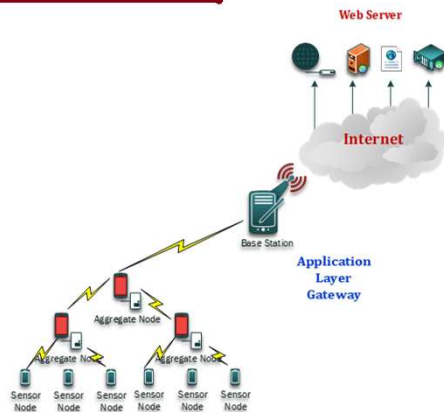 Web Server
Internet
Base Station
Application
Layer
Gateway
Aggregate Node
Aggregate Node
Aggregate Node
Sensor Sensor Sensor Sensor Sensor Sensor
Node Node Node Node Node Node